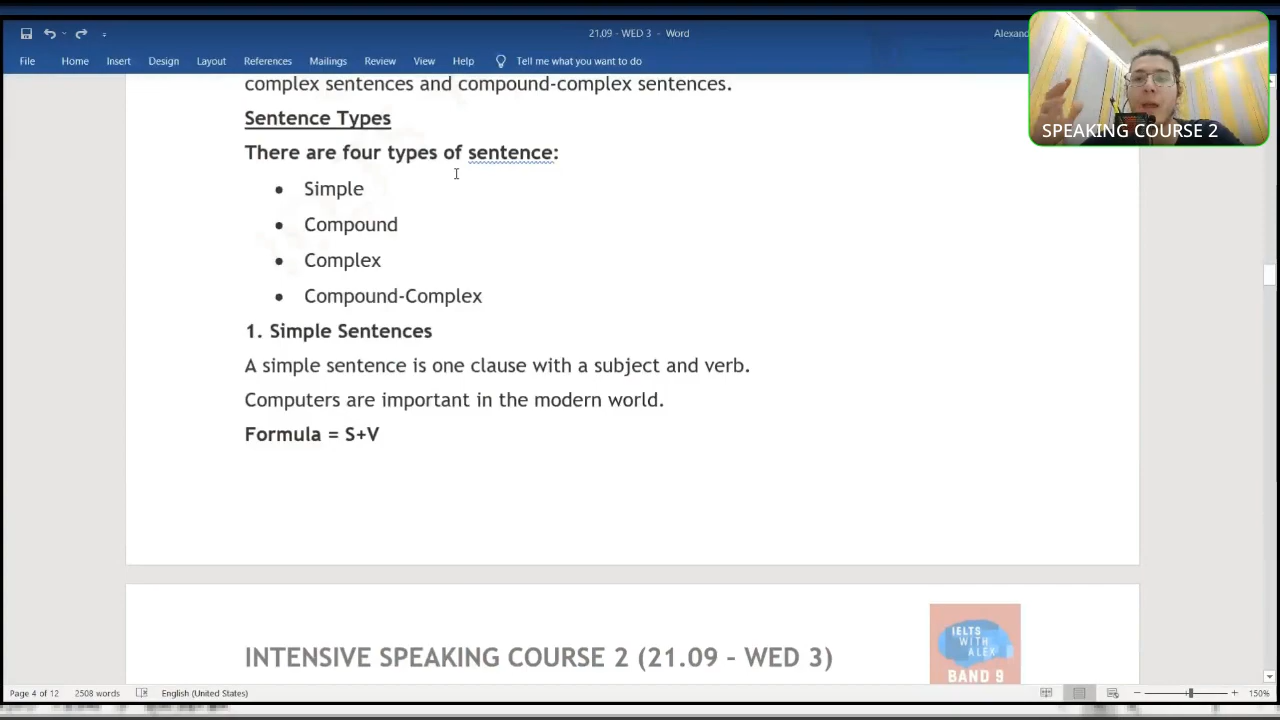 21.09 - WED 3 - Word
Alexand
File Home Insert Design Layout References Mailings Review View Help Tell me what you want to do
SPEAKING COURSE 2
complex sentences and compound-complex sentences.
Sentence Types
There are four types of sentence:
• Simple
• Compound
• Complex
• Compound-Complex
1. Simple Sentences
A simple sentence is one clause with a subject and verb.
Computers are important in the modern world.
Formula = S+V
INTENSIVE SPEAKING COURSE 2 (21.09 – WED 3)
IELTS
WITH
ALEX
BAND 9
Page 4 of 12 2508 words English (United States) 150%